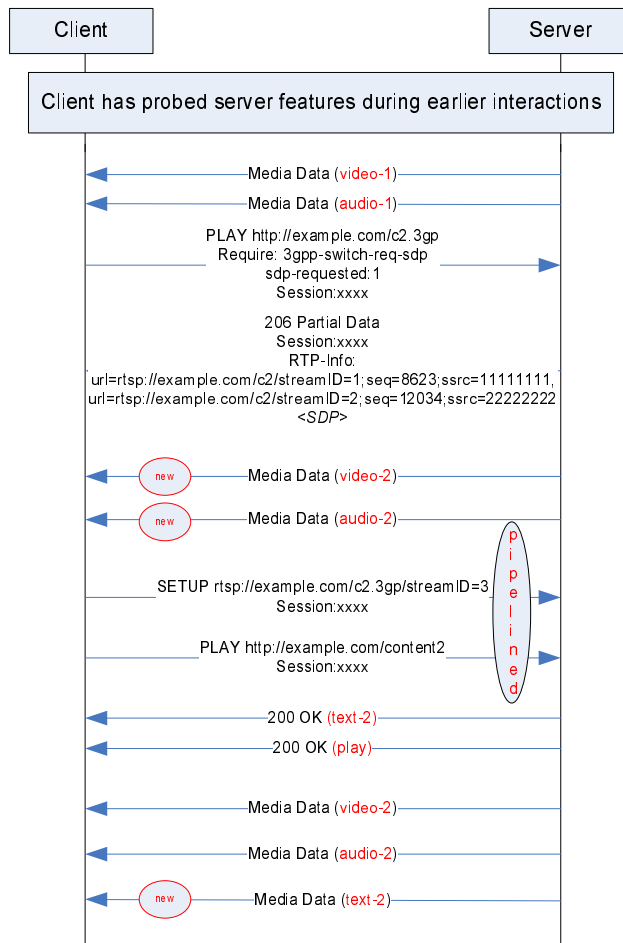 Client
Server
Client has probed server features during earlier interactions
Media Data (video-1)
Media Data (audio-1)
PLAY http://example.com/c2.3gp
Require: 3gpp-switch-req-sdp
sdp-requested:1
Session:xxxx
206 Partial Data
Session:xxxx
RTP-Info:
url=rtsp://example.com/c2/streamID=1;seq=8623;ssrc=11111111,
url=rtsp://example.com/c2/streamID=2;seq=12034;ssrc=22222222
<SDP>
new
Media Data (video-2)
new
Media Data (audio-2)
pipelined
SETUP rtsp://example.com/c2.3gp/streamID=3
Session:xxxx
PLAY http://example.com/content2
Session:xxxx
200 OK (text-2)
200 OK (play)
Media Data (video-2)
Media Data (audio-2)
new
Media Data (text-2)